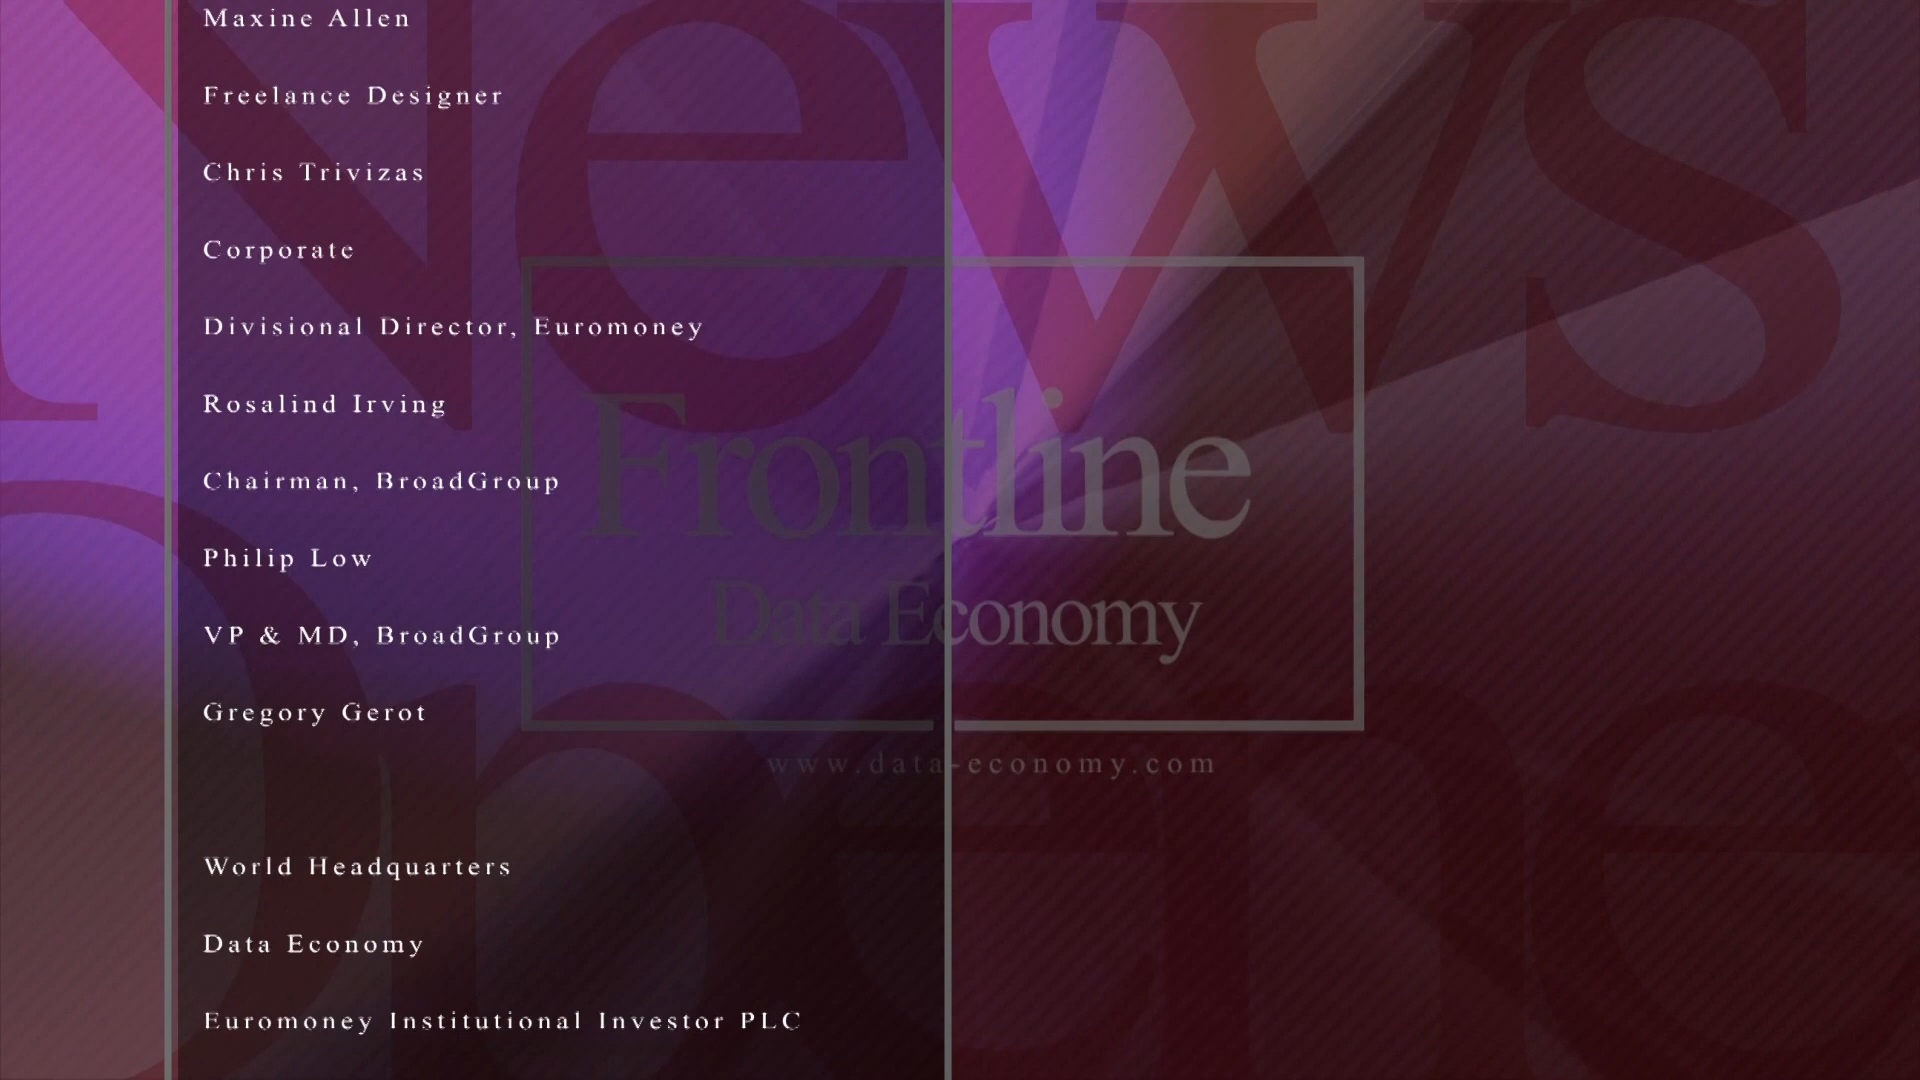 News
Maxine Allen
Freelance Designer
Chris Trivizas
Corporate
Divisional Director, Euromoney
Rosalind Irving
Chairman, BroadGroup
Philip Low
VP & MD, BroadGroup
Gregory Gerot
World Headquarters
Data Economy
Euromoney Institutional Investor PLC
Frontline
Data Economy
www.data-economy.com